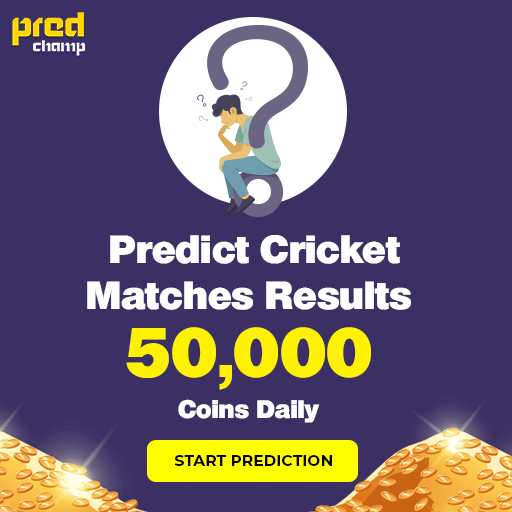 pred
champ
Predict Cricket
Matches Results
50,000
Coins Daily
START PREDICTION